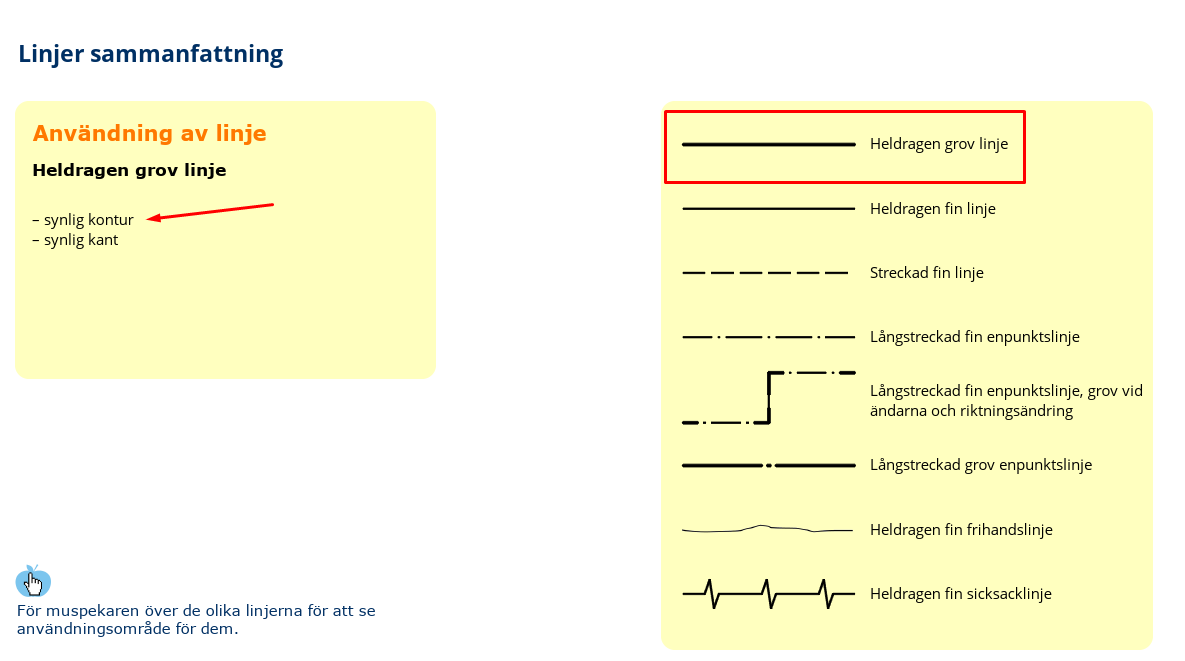 Linjer sammanfattning
Användning av linje
Heldragen grov linje
– synlig kontur
– synlig kant
Heldragen grov linje
Heldragen fin linje
Streckad fin linje
Långstreckad fin enpunktslinje
Långstreckad fin enpunktslinje, grov vid
ändarna och riktningsändring
Långstreckad grov enpunktslinje
Heldragen fin frihandslinje
Heldragen fin sicksacklinje
För muspekaren över de olika linjerna för att se
användningsområde för dem.